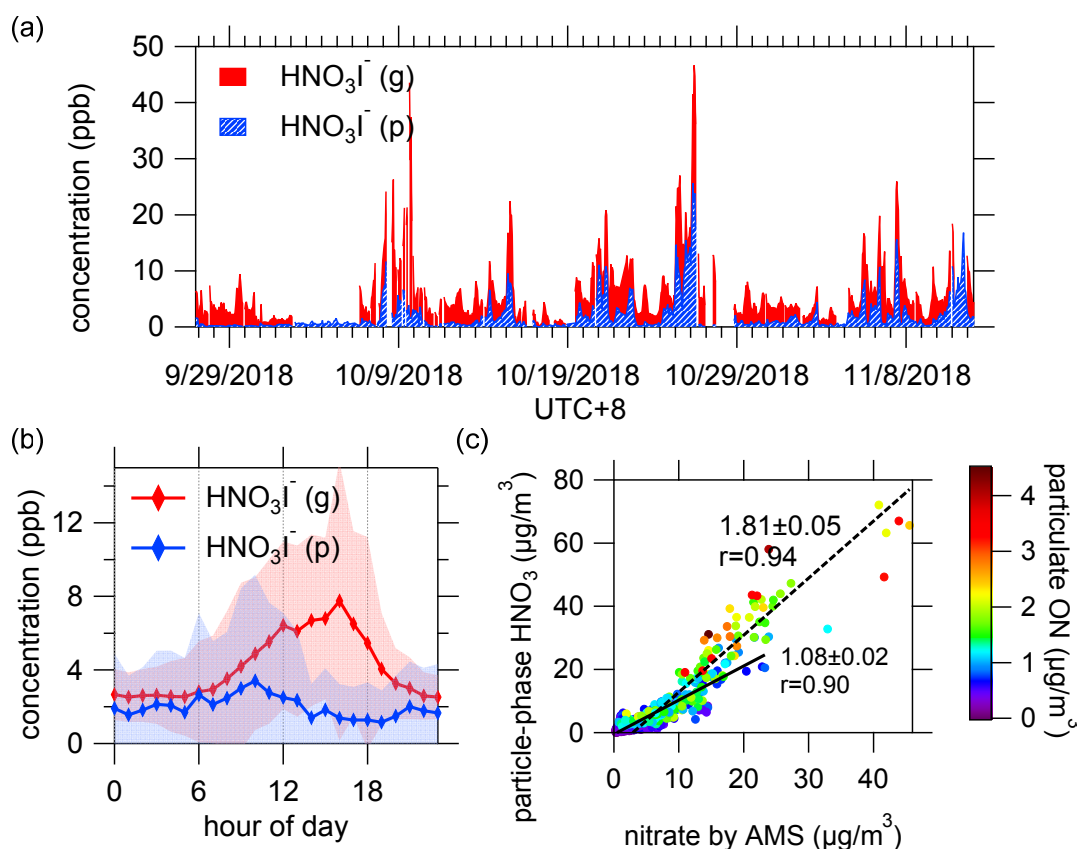 (a)
50
40
30
20
10
0
concentration (ppb)
HNO₃I⁻ (g)
HNO₃I⁻ (p)
9/29/2018 10/9/2018 10/19/2018 10/29/2018 11/8/2018
UTC+8
(b)
12
8
4
0
concentration (ppb)
HNO₃I⁻ (g)
HNO₃I⁻ (p)
0 6 12 18
hour of day
(c)
80
60
40
20
0
particle-phase HNO₃ (µg/m³)
1.81±0.05
r=0.94
1.08±0.02
r=0.90
0 10 20 30 40
nitrate by AMS (µg/m³)
4
3
2
1
0
particulate ON (µg/m³)